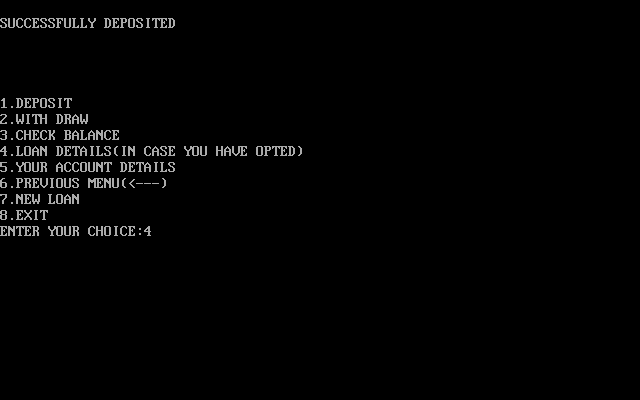 SUCCESSFULLY DEPOSITED
1.DEPOSIT
2.WITH DRAW
3.CHECK BALANCE
4.LOAN DETAILS(IN CASE YOU HAVE OPTED)
5.YOUR ACCOUNT DETAILS
6.PREVIOUS MENU(<---)
7.NEW LOAN
8.EXIT
ENTER YOUR CHOICE:4